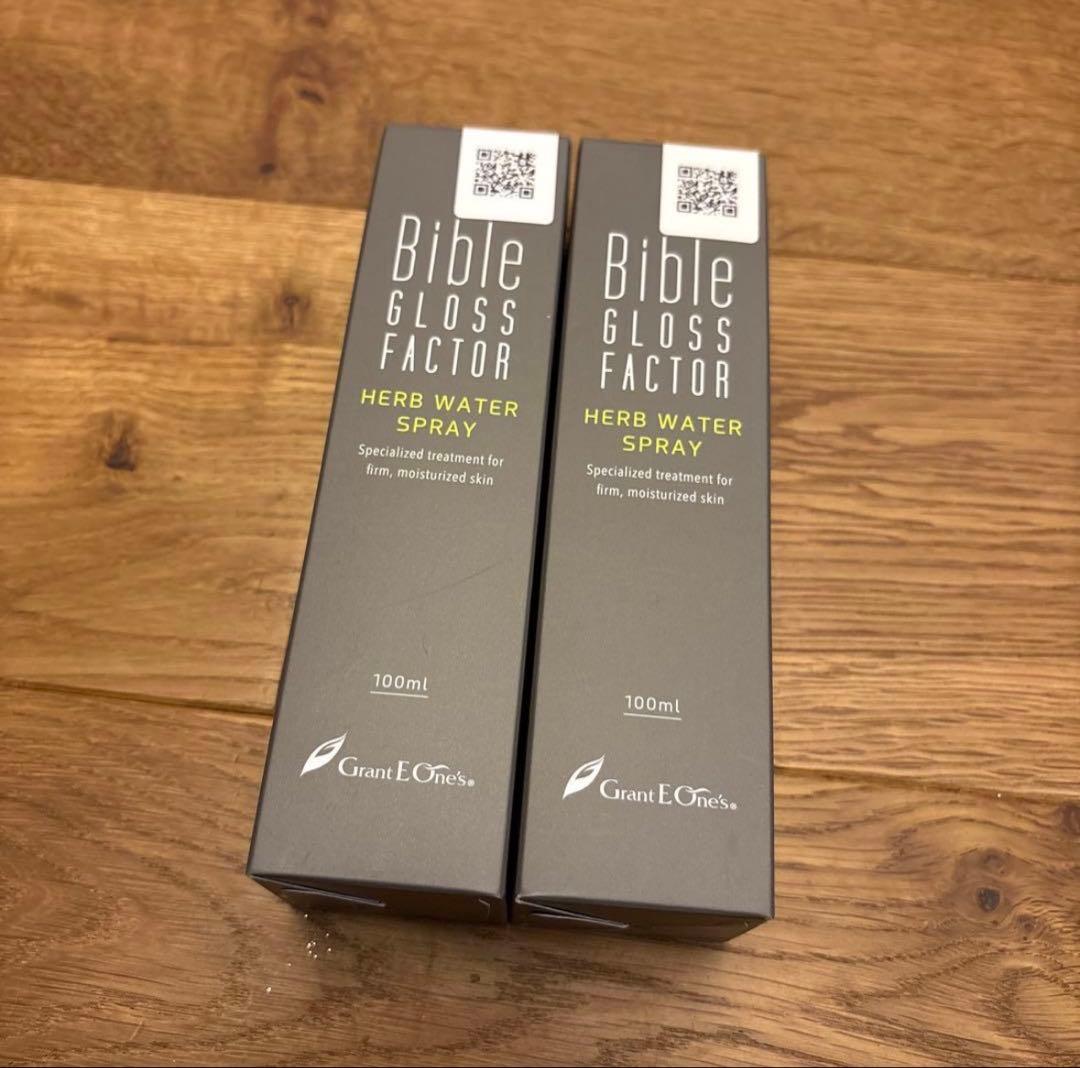 Bible
GLOSS
FACTOR
HERB WATER
SPRAY
Specialized treatment for
firm, moisturized skin
100ml
Grant E One's®
Bible
GLOSS
FACTOR
HERB WATER
SPRAY
Specialized treatment for
firm, moisturized skin
100ml
Grant E One's®